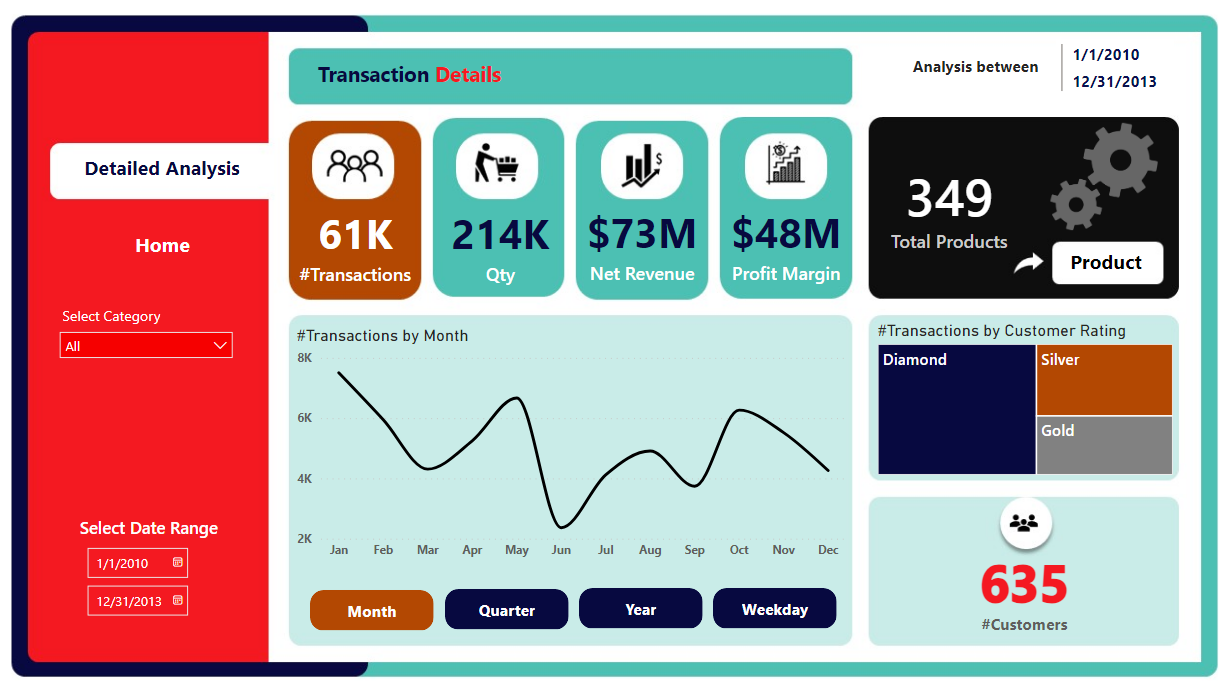 Transaction Details
Analysis between
1/1/2010
12/31/2013
Detailed Analysis
Home
Select Category
All
Select Date Range
1/1/2010
12/31/2013
61K
#Transactions
214K
Qty
$
$73M
Net Revenue
$
$48M
Profit Margin
349
Total Products
Product
#Transactions by Month
8K
6K
4K
2K
Jan Feb Mar Apr May Jun Jul Aug Sep Oct Nov Dec
Month Quarter Year Weekday
#Transactions by Customer Rating
Diamond
Silver
Gold
635
#Customers